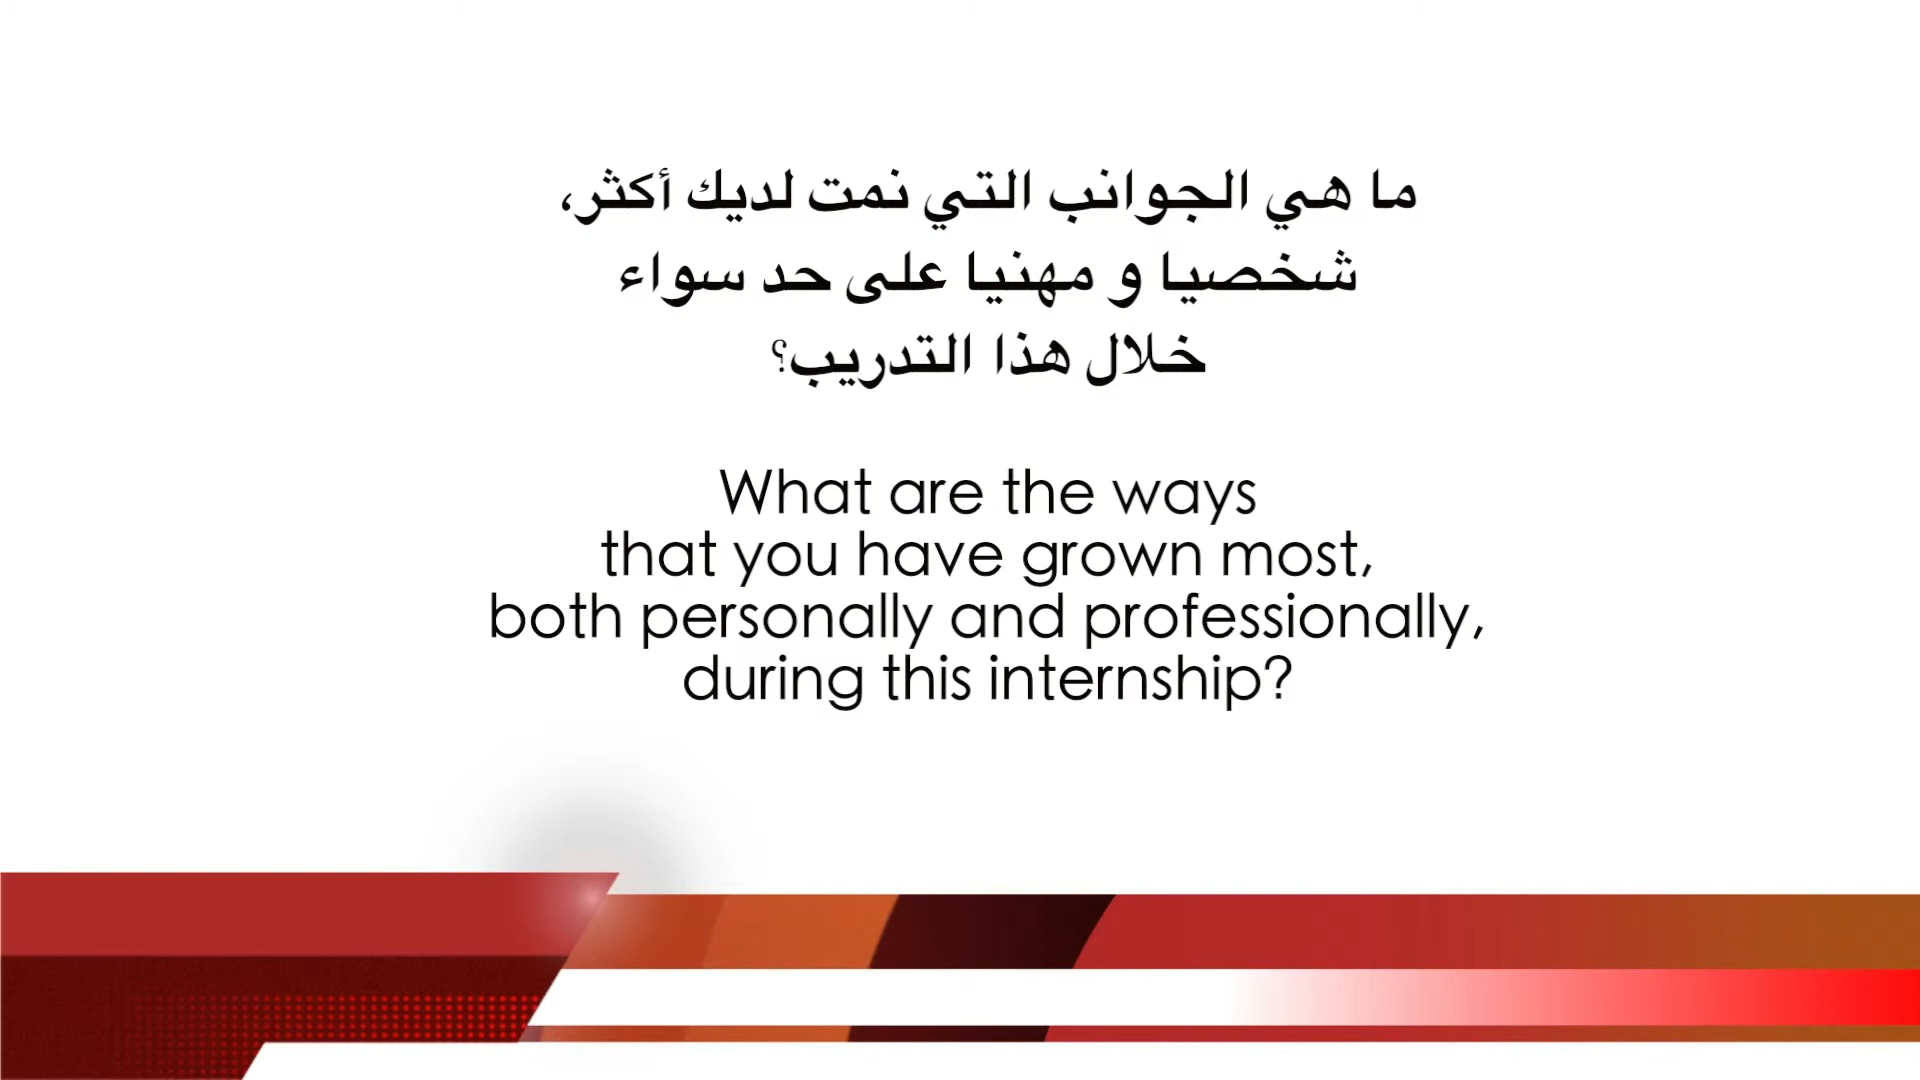 ما هي الجوانب التي نمت لديك أكثر،
شخصيا و مهنيا على حد سواء
خلال هذا التدريب؟
What are the ways
that you have grown most,
both personally and professionally,
during this internship?